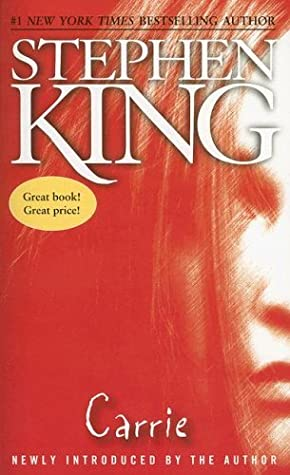 #1 NEW YORK TIMES BESTSELLING AUTHOR
STEPHEN
KING
Great book!
Great price!
Carrie
NEWLY INTRODUCED BY THE AUTHOR